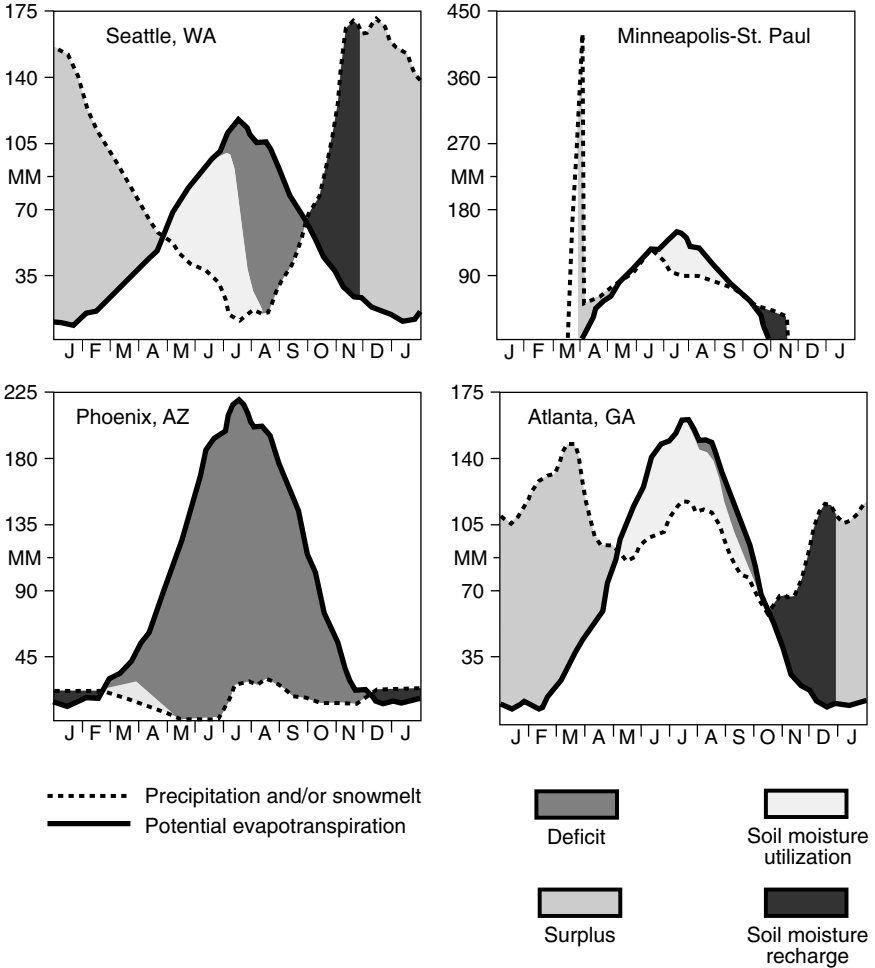 Seattle, WA
175
140
105
MM
70
35
J F M A M J J A S O N D J
Minneapolis-St. Paul
450
360
270
MM
180
90
J F M A M J J A S O N D J
Phoenix, AZ
225
180
135
MM
90
45
J F M A M J J A S O N D J
Atlanta, GA
175
140
105
MM
70
35
J F M A M J J A S O N D J
Precipitation and/or snowmelt
Potential evapotranspiration
Deficit
Soil moisture
utilization
Surplus
Soil moisture
recharge